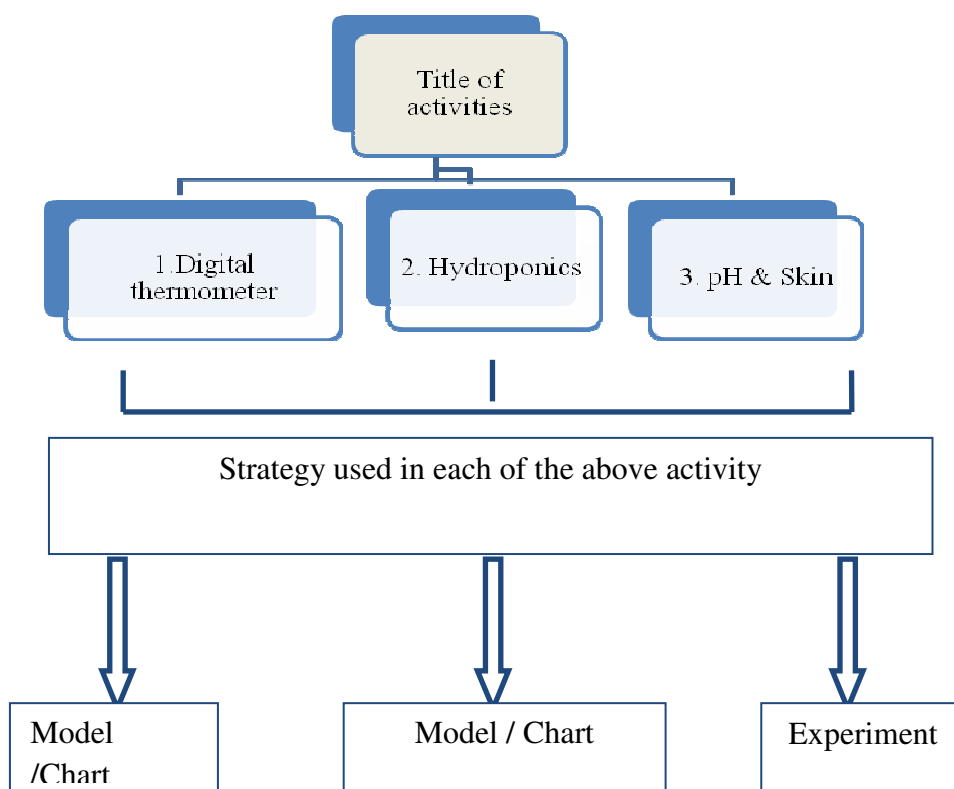 Title of
activities
1.Digital
thermometer
2. Hydroponics
3. pH & Skin
Strategy used in each of the above activity
Model
/Chart
Model / Chart
Experiment